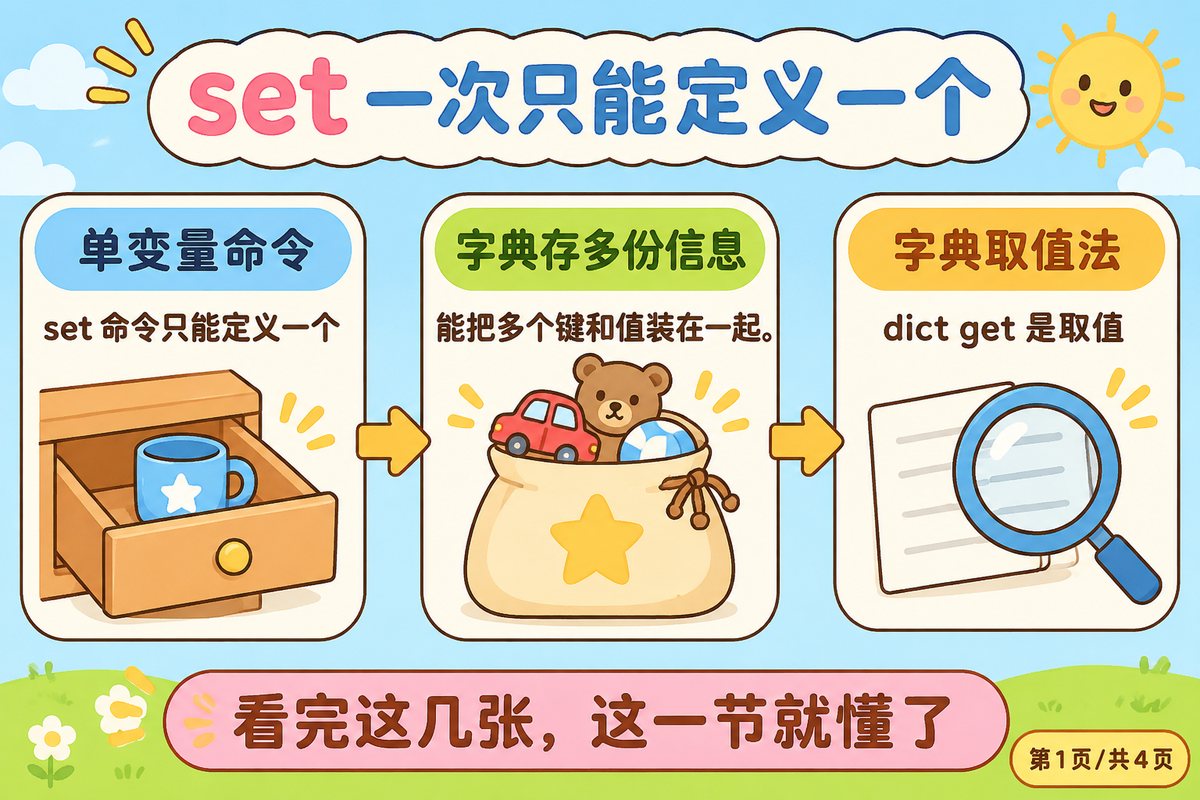 set 一次只能定义一个
单变量命令
set 命令只能定义一个
字典存多份信息
能把多个键和值装在一起。
字典取值法
dict get 是取值
看完这几张，这一节就懂了
第1页/共4页